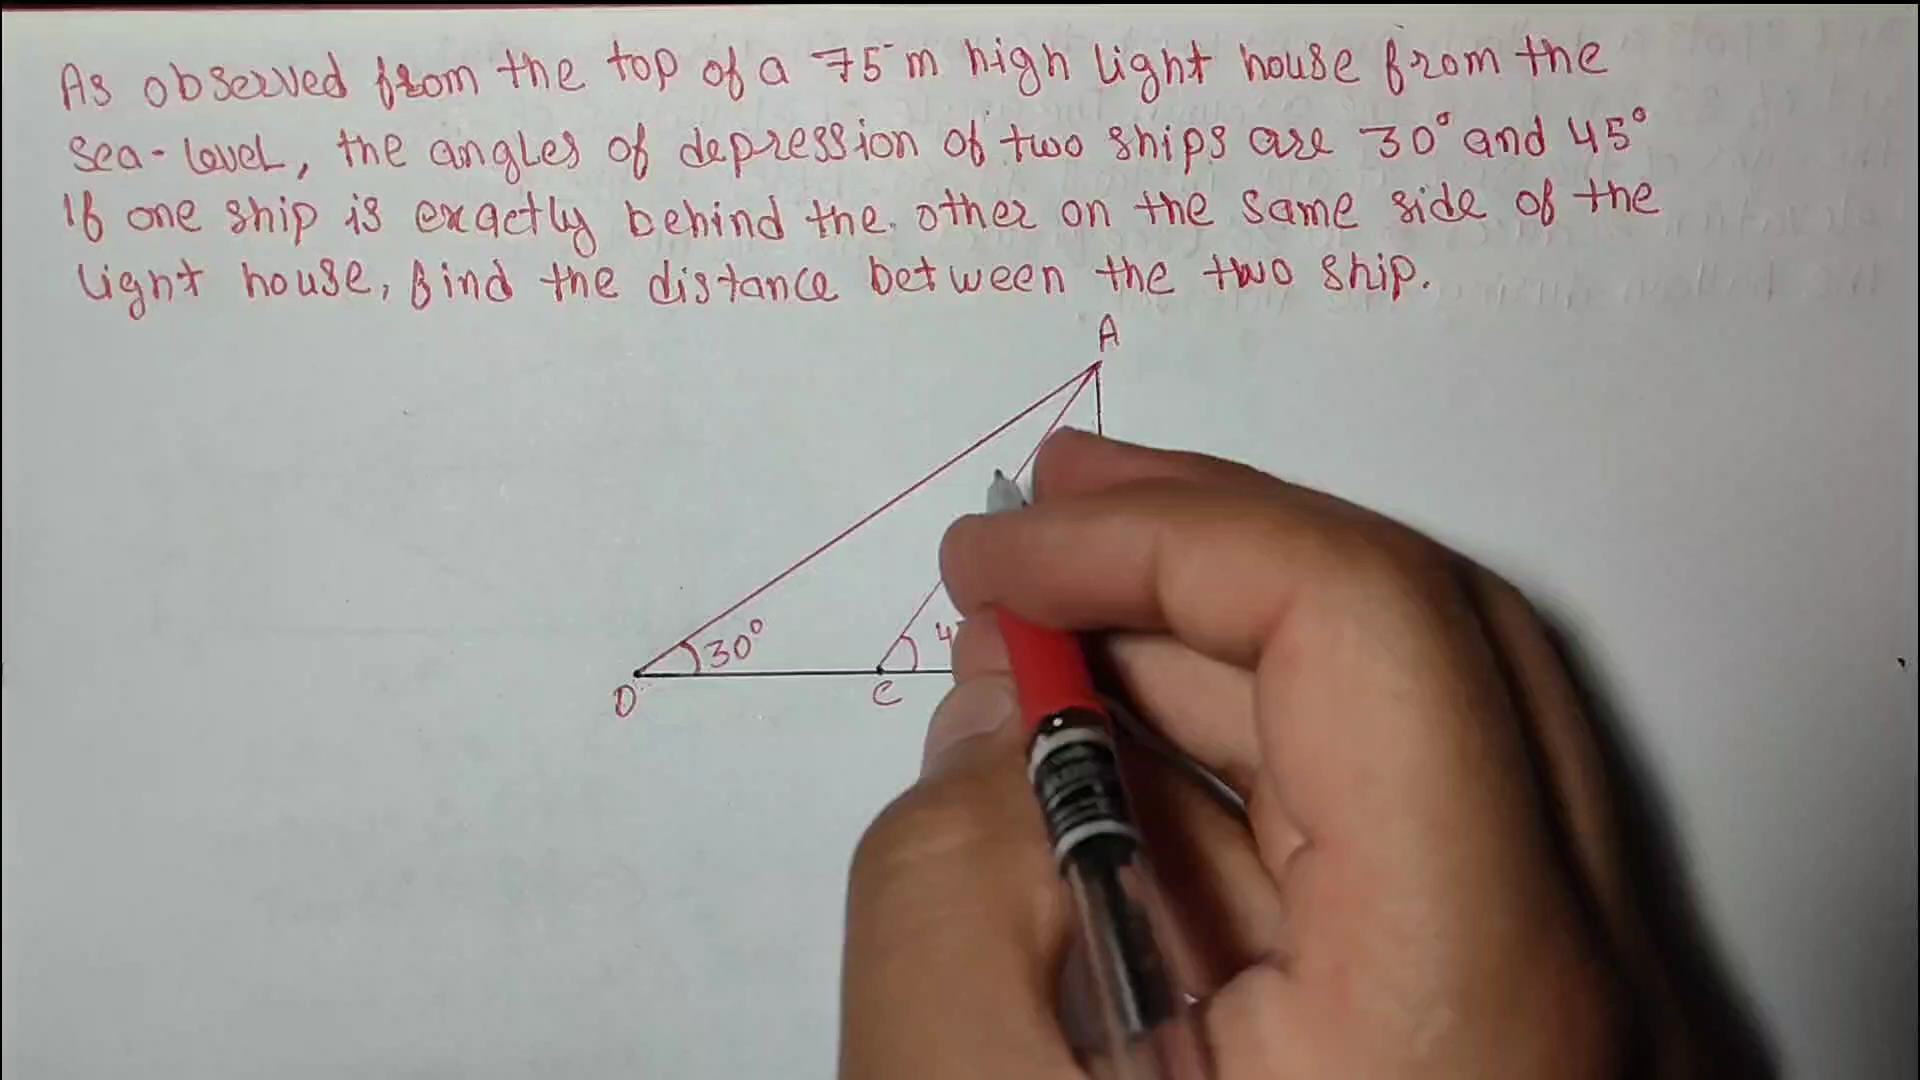 As observed from the top of a 75 m high light house from the
sea-level, the angles of depression of two ships are 30° and 45°
If one ship is exactly behind the other on the same side of the
light house, find the distance between the two ship.
A
30°
D
C